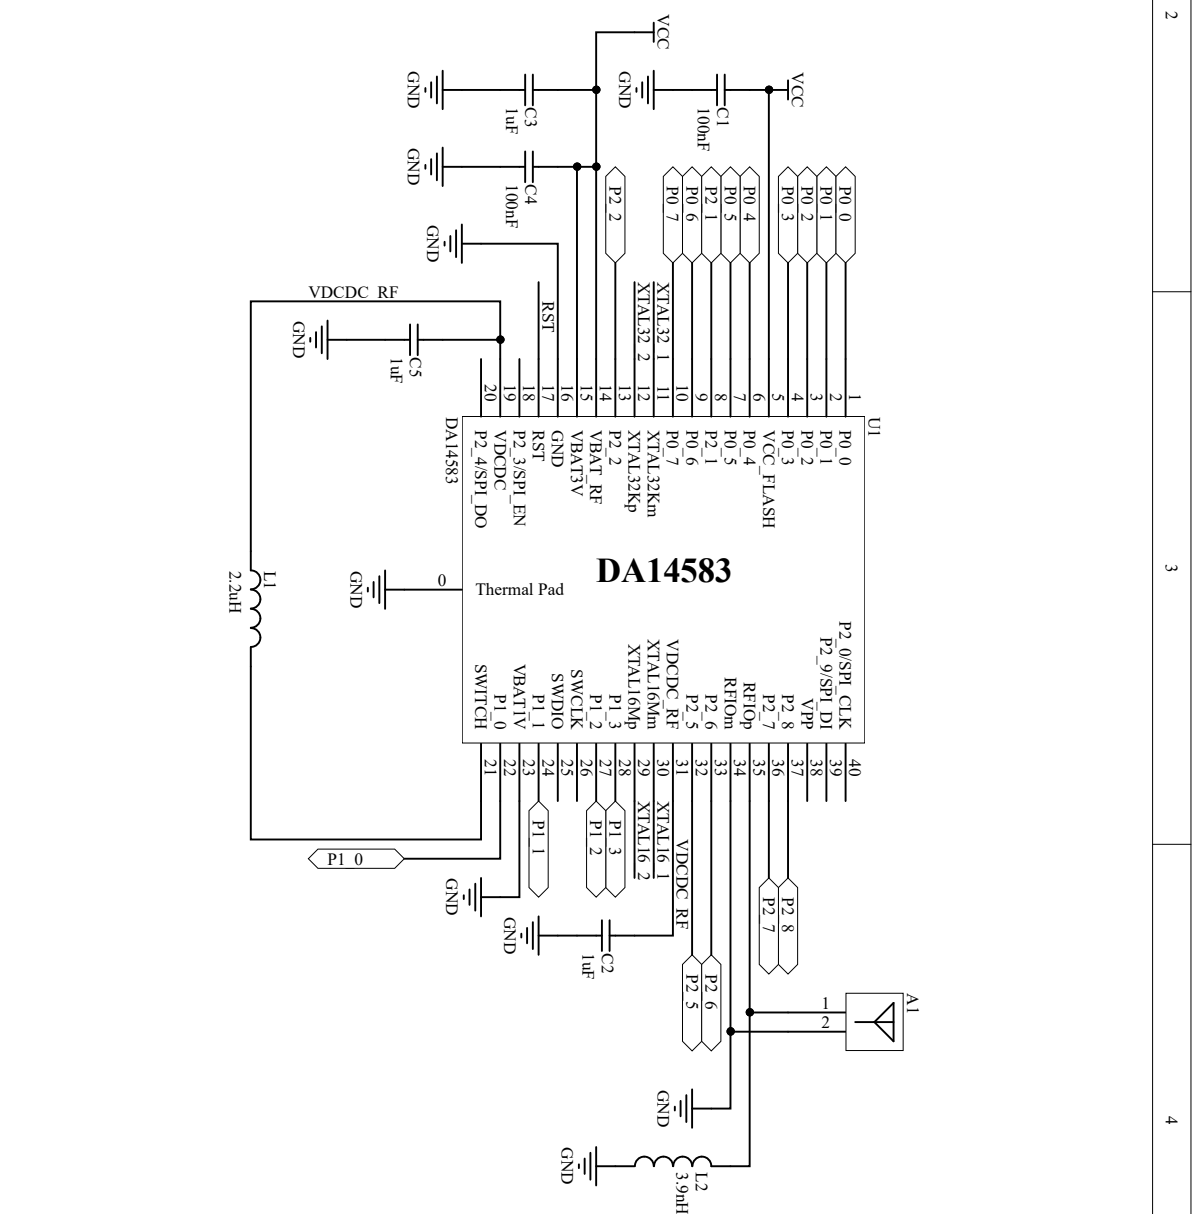 2
3
4
VCC
VCC
GND
C3
1uF
GND
C1
100nF
GND
C4
100nF
GND
P2_2
P0_7
P0_6
P2_1
P0_5
P0_4
P0_3
P0_2
P0_1
P0_0
VDCDC_RF
GND
C5
1uF
RST
XTAL32_2
XTAL32_1
U1
DA14583
DA14583
1 P0_0
2 P0_1
3 P0_2
4 P0_3
5 VCC_FLASH
6 P0_4
7 P0_5
8 P2_1
9 P0_6
10 P0_7
11 XTAL32Km
12 XTAL32Kp
13 P2_2
14 VBAT_RF
15 VBAT3V
16 GND
17 RST
18 P2_3/SPI_EN
19 VDCDC
20 P2_4/SPI_DO
GND
0
Thermal Pad
L1
2.2uH
SWITCH 21
P1_0 22
VBAT1V 23
P1_1 24
SWDIO 25
SWCLK 26
P1_2 27
P1_3 28
XTAL16Mp 29
XTAL16Mm 30
VDCDC_RF 31
P2_5 32
P2_6 33
RFIOm 34
RFIOp 35
P2_7 36
P2_8 37
VPP 38
P2_9/SPI_DI 39
P2_0/SPI_CLK 40
P1_0
GND
P1_1
P1_2
P1_3
XTAL16_2
XTAL16_1
VDCDC_RF
GND
C2
1uF
P2_5
P2_6
P2_7
P2_8
A1
1
2
GND
GND
L2
3.9nH